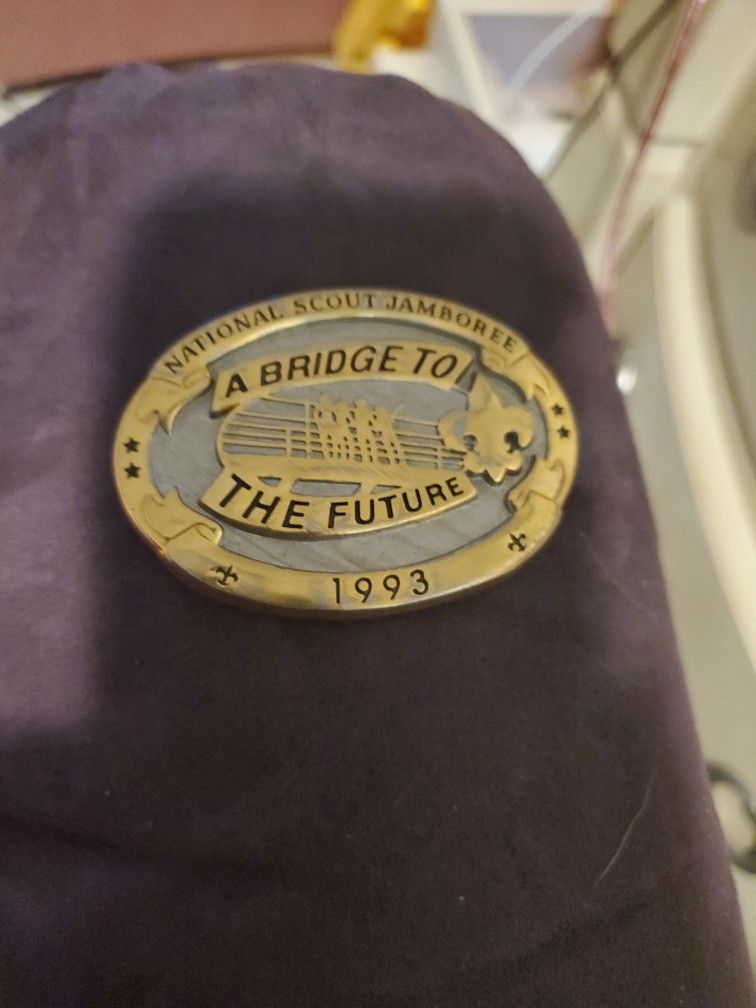 NATIONAL SCOUT JAMBOREE
A BRIDGE TO
THE FUTURE
1993